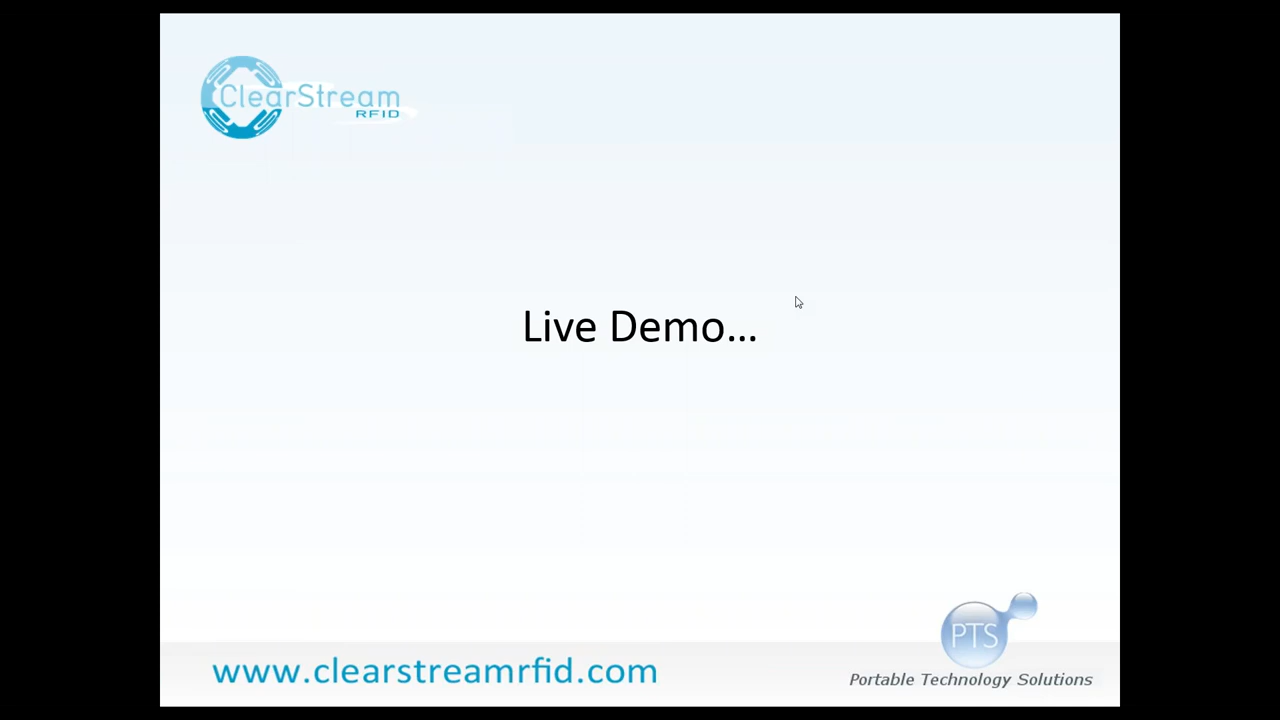 ClearStream
RFID
Live Demo...
PTS
www.clearstreamrfid.com
Portable Technology Solutions